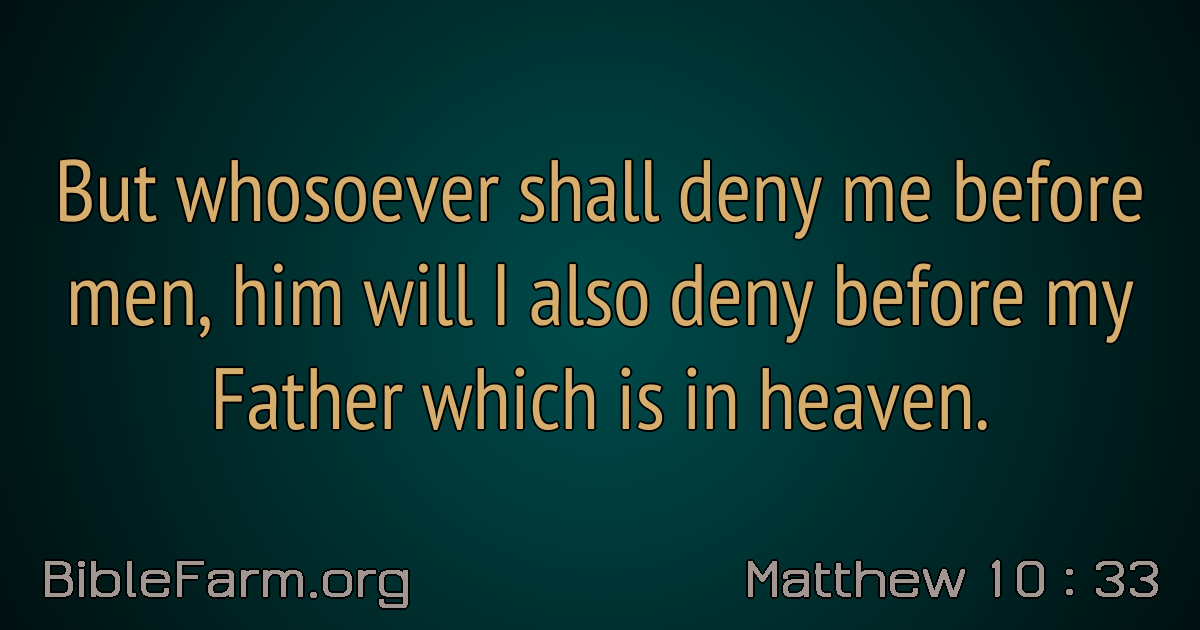 But whosoever shall deny me before
men, him will I also deny before my
Father which is in heaven.
BibleFarm.org
Matthew 10 : 33